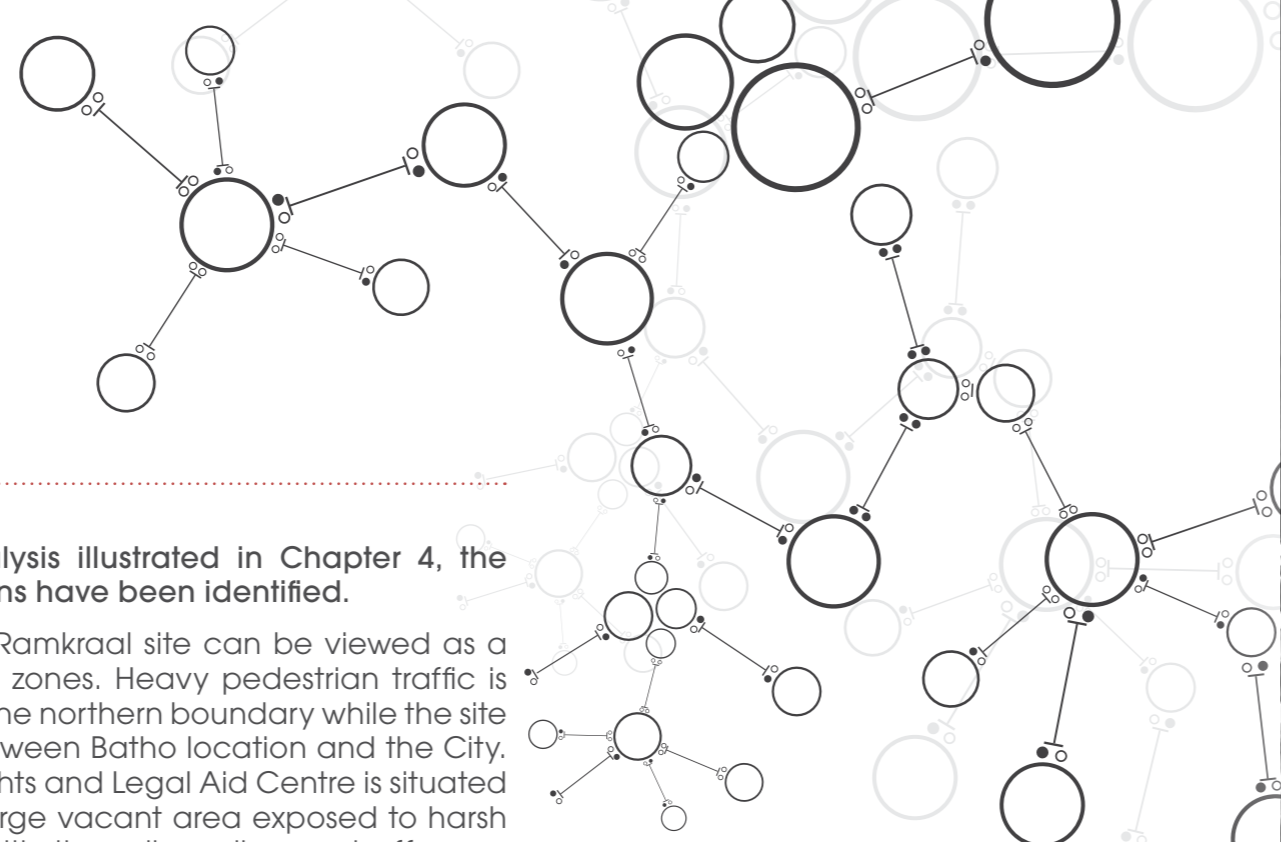 lysis illustrated in Chapter 4, the
ns have been identified.
Ramkraal site can be viewed as a
zones. Heavy pedestrian traffic is
ne northern boundary while the site
ween Batho location and the City.
hts and Legal Aid Centre is situated
rge vacant area exposed to harsh